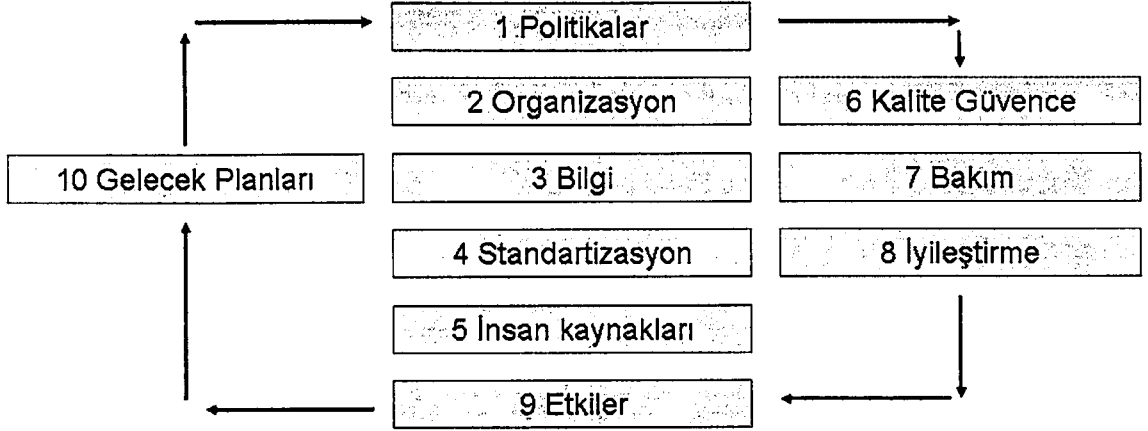 1 Politikalar
2 Organizasyon
6 Kalite Güvence
10 Gelecek Planları
3 Bilgi
7 Bakım
4 Standartizasyon
8 İyileştirme
5 İnsan kaynakları
9 Etkiler